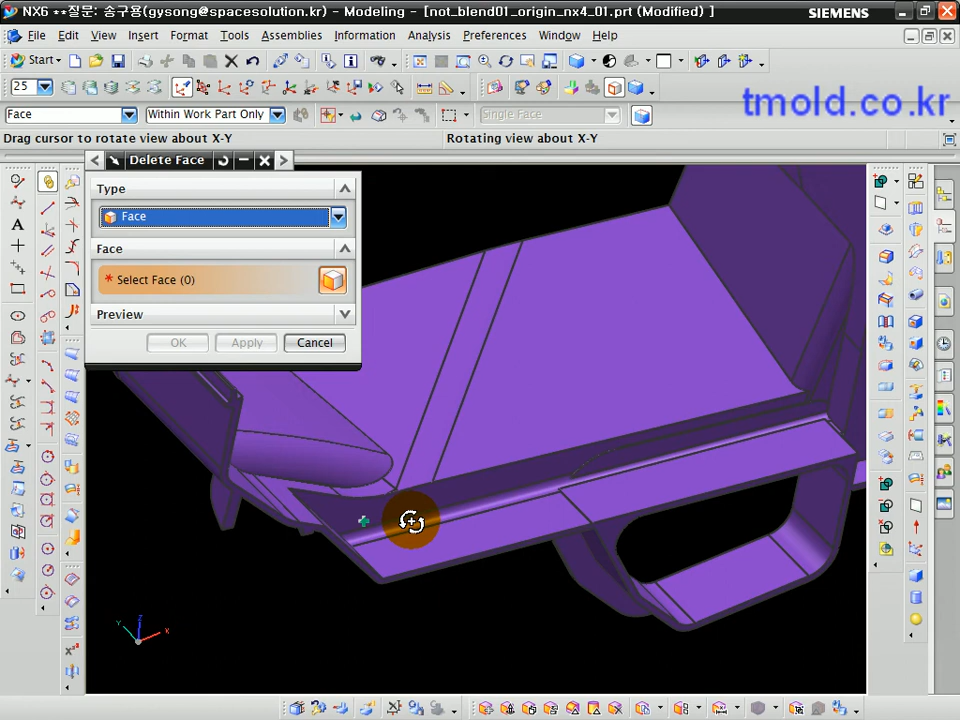 NX6 **질문: 송구용(gysong@spacesolution.kr) - Modeling - [not_blend01_origin_nx4_01.prt (Modified) ]
SIEMENS
File Edit View Insert Format Tools Assemblies Information Analysis Preferences Window Help
Start
25
tmold.co.kr
Face Within Work Part Only Single Face
Drag cursor to rotate view about X-Y Rotating view about X-Y
Delete Face
Type
Face
Face
* Select Face (0)
Preview
OK Apply Cancel
A
Y Z X